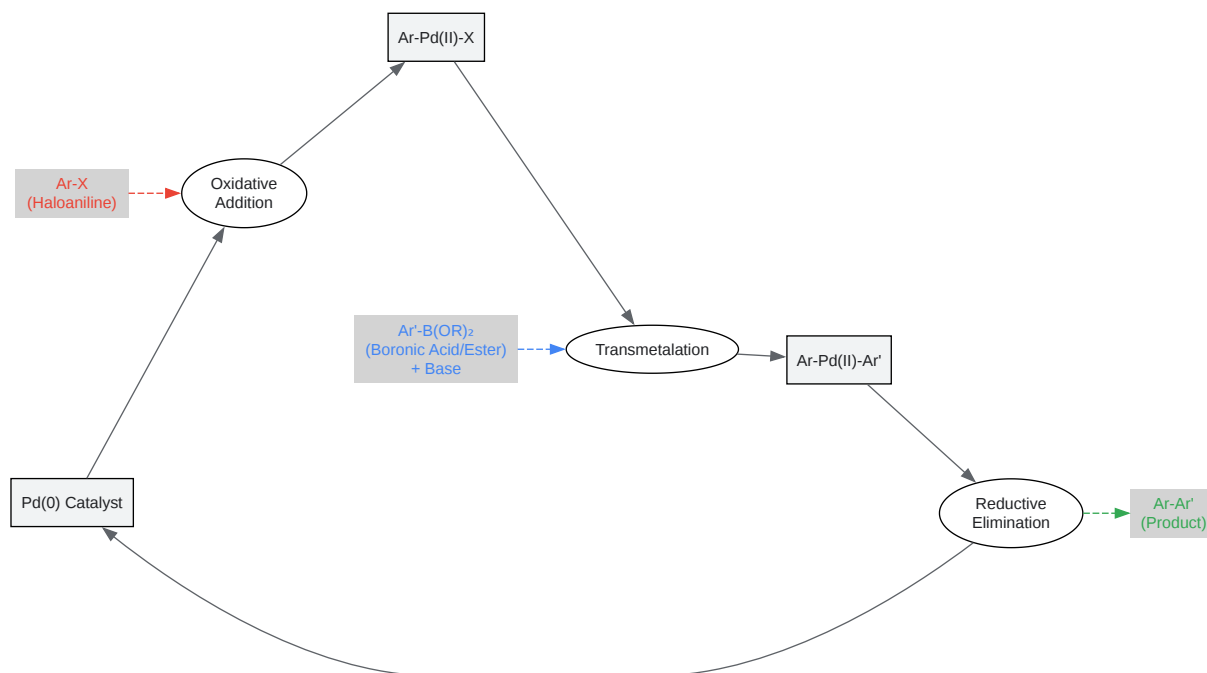 Ar-Pd(II)-X
Ar-X
(Haloaniline)
Oxidative
Addition
Ar'-B(OR)₂
(Boronic Acid/Ester)
+ Base
Transmetalation
Ar-Pd(II)-Ar'
Pd(0) Catalyst
Reductive
Elimination
Ar-Ar'
(Product)